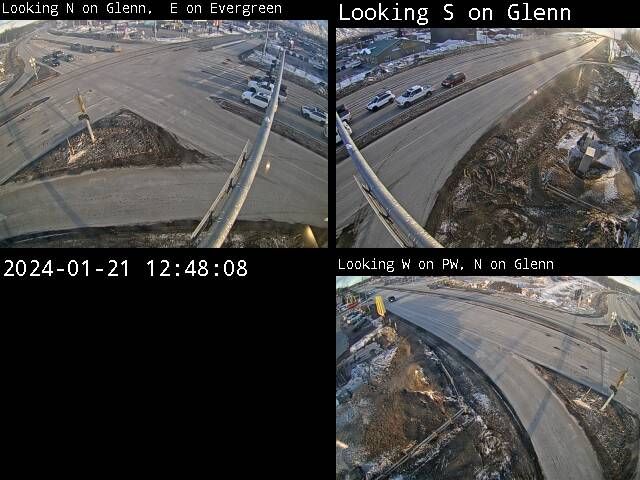 Looking N on Glenn,  E on Evergreen
Looking S on Glenn
2024-01-21 12:48:08
Looking W on PW, N on Glenn